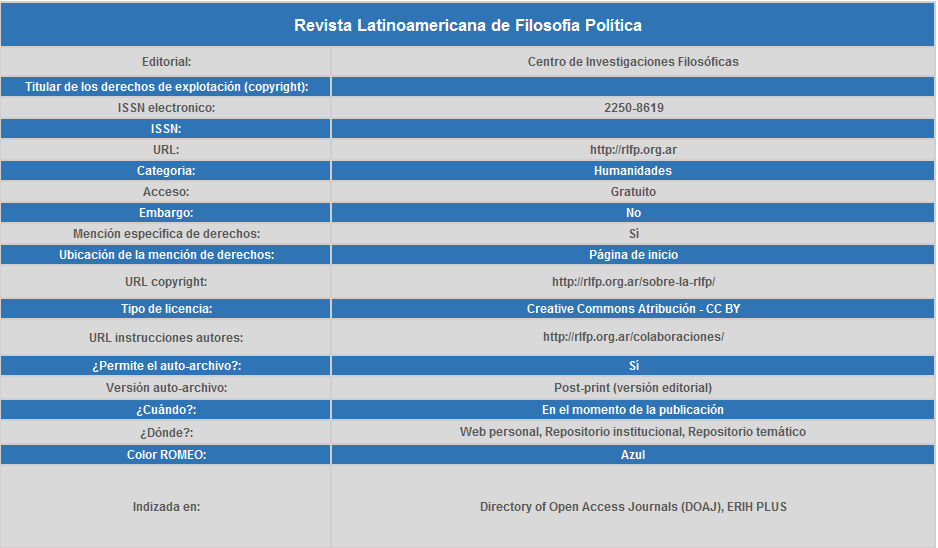 Revista Latinoamericana de Filosofía Política
Editorial: Centro de Investigaciones Filosóficas
Titular de los derechos de explotación (copyright):
ISSN electronico: 2250-8619
ISSN:
URL: http://rlfp.org.ar
Categoria: Humanidades
Acceso: Gratuito
Embargo: No
Mención específica de derechos: Sí
Ubicación de la mención de derechos: Página de inicio
URL copyright: http://rlfp.org.ar/sobre-la-rlfp/
Tipo de licencia: Creative Commons Atribución - CC BY
URL instrucciones autores: http://rlfp.org.ar/colaboraciones/
¿Permite el auto-archivo?: Sí
Versión auto-archivo: Post-print (versión editorial)
¿Cuándo?: En el momento de la publicación
¿Dónde?: Web personal, Repositorio institucional, Repositorio temático
Color ROMEO: Azul
Indizada en: Directory of Open Access Journals (DOAJ), ERIH PLUS